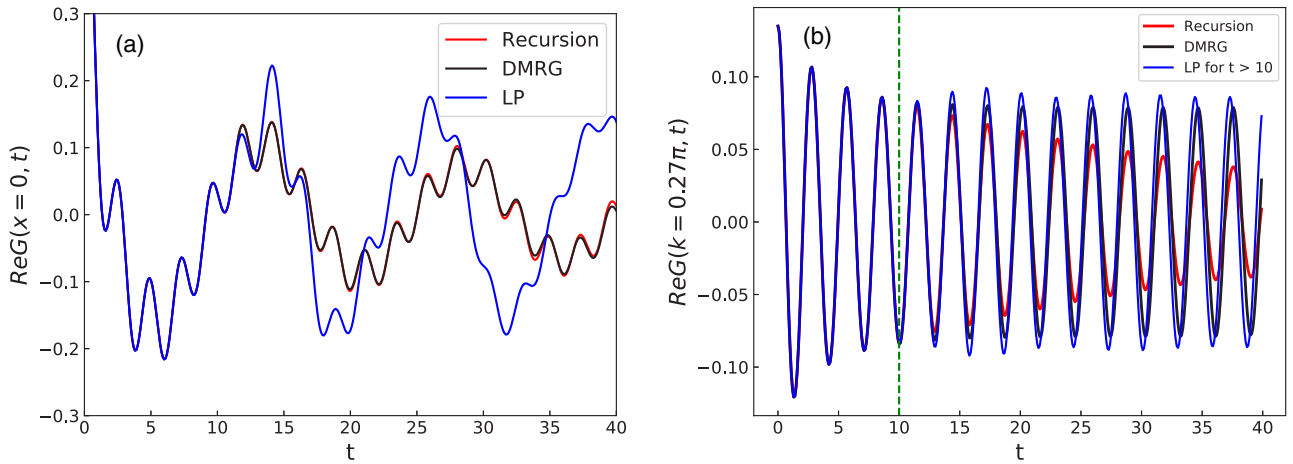 (a)
Recursion
DMRG
LP
ReG(x = 0, t)
0.3
0.2
0.1
0.0
−0.1
−0.2
−0.3
0 5 10 15 20 25 30 35 40
t
(b)
Recursion
DMRG
LP for t > 10
ReG(k = 0.27π, t)
0.10
0.05
0.00
−0.05
−0.10
0 5 10 15 20 25 30 35 40
t